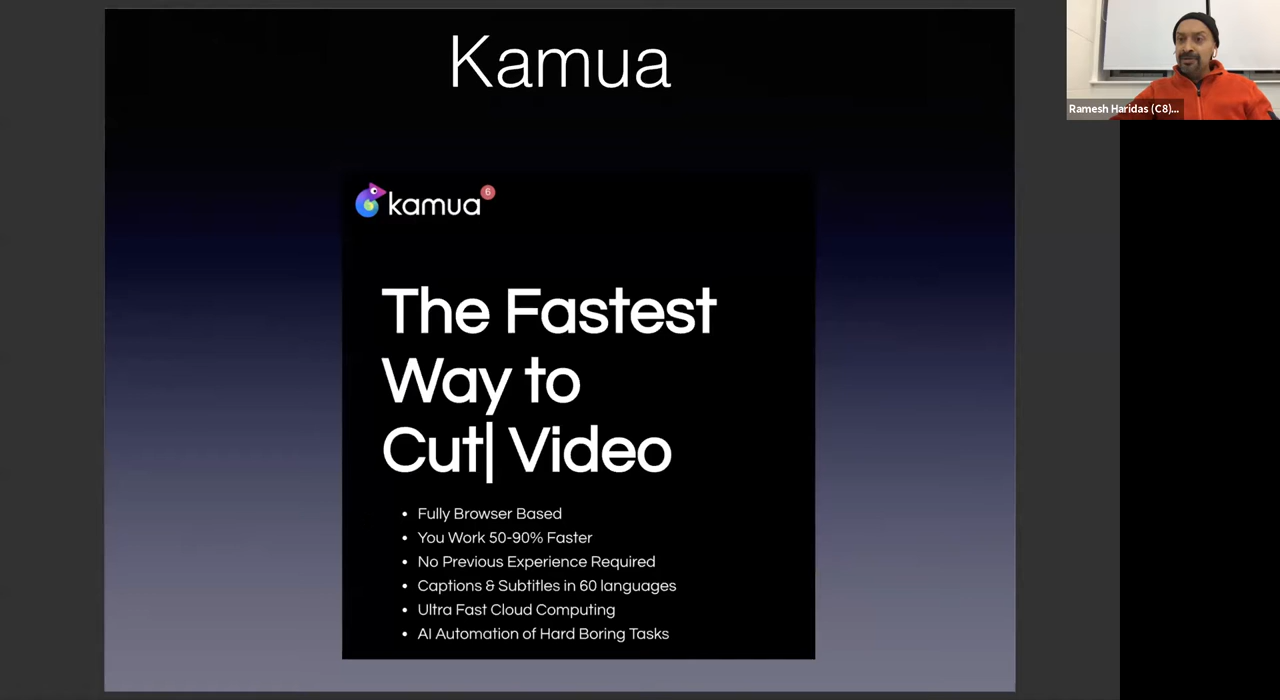 Kamua
kamua 6
The Fastest
Way to
Cut| Video
• Fully Browser Based
• You Work 50-90% Faster
• No Previous Experience Required
• Captions & Subtitles in 60 languages
• Ultra Fast Cloud Computing
• AI Automation of Hard Boring Tasks
Ramesh Haridas (C8)...